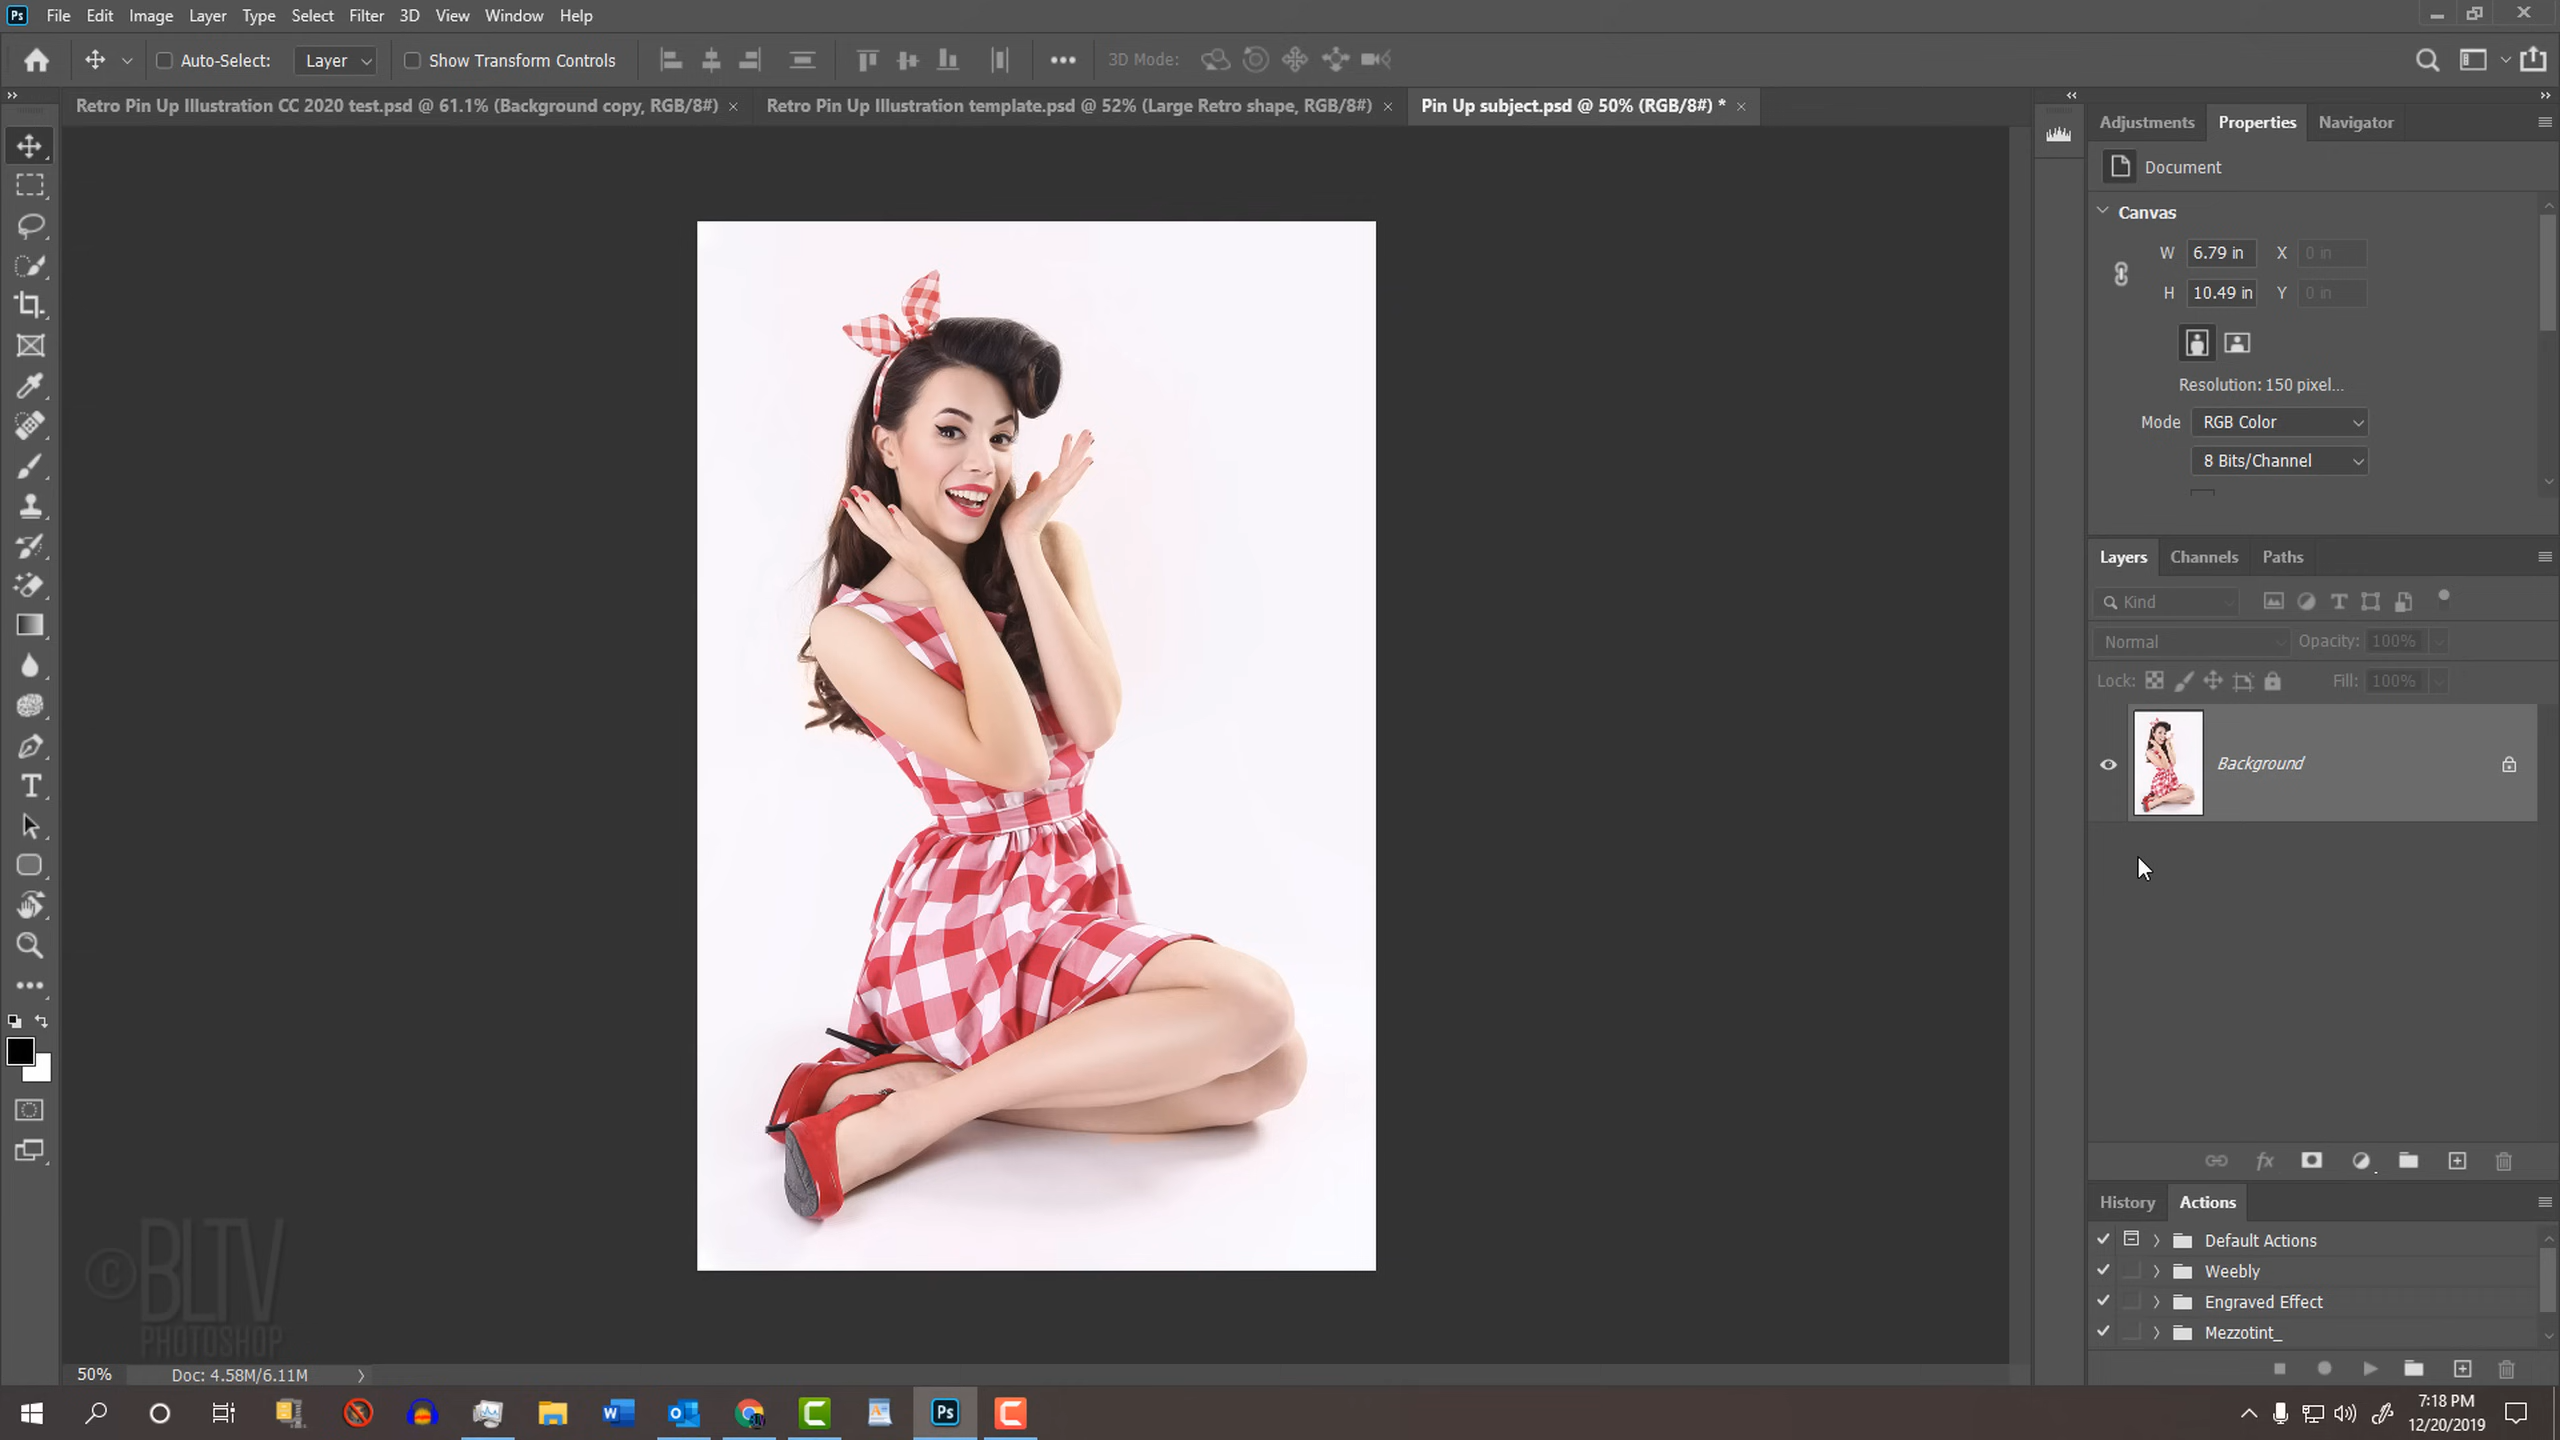 Ps File Edit Image Layer Type Select Filter 3D View Window Help
Auto-Select: Layer Show Transform Controls 3D Mode:
Retro Pin Up Illustration CC 2020 test.psd @ 61.1% (Background copy, RGB/8#) × Retro Pin Up Illustration template.psd @ 52% (Large Retro shape, RGB/8#) × Pin Up subject.psd @ 50% (RGB/8#) * ×
Adjustments Properties Navigator
Document
Canvas
W 6.79 in X 0 in
H 10.49 in Y 0 in
Resolution: 150 pixel...
Mode RGB Color
8 Bits/Channel
Layers Channels Paths
Kind
Normal Opacity: 100%
Lock: Fill: 100%
Background
History Actions
Default Actions
Weebly
Engraved Effect
Mezzotint_
©BLTV
PHOTOSHOP
50% Doc: 4.58M/6.11M
7:18 PM
12/20/2019